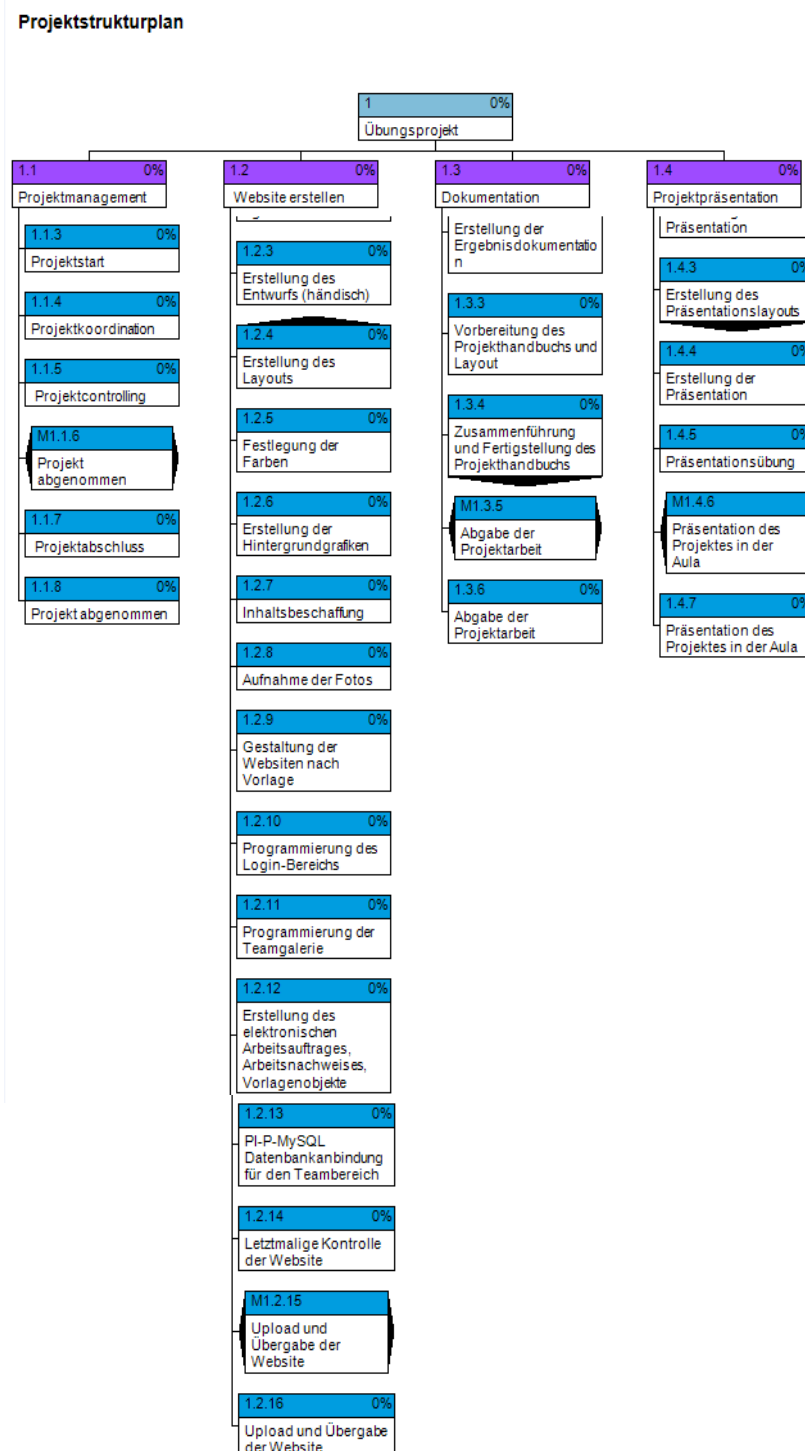 Projektstrukturplan
1 0%
Übungsprojekt
1.1 0%
Projektmanagement
1.1.3 0%
Projektstart
1.1.4 0%
Projektkoordination
1.1.5 0%
Projektcontrolling
M1.1.6
Projekt
abgenommen
1.1.7 0%
Projektabschluss
1.1.8 0%
Projekt abgenommen
1.2 0%
Website erstellen
1.2.3 0%
Erstellung des
Entwurfs (händisch)
1.2.4 0%
Erstellung des
Layouts
1.2.5 0%
Festlegung der
Farben
1.2.6 0%
Erstellung der
Hintergrundgrafiken
1.2.7 0%
Inhaltsbeschaffung
1.2.8 0%
Aufnahme der Fotos
1.2.9 0%
Gestaltung der
Websiten nach
Vorlage
1.2.10 0%
Programmierung des
Login-Bereichs
1.2.11 0%
Programmierung der
Teamgalerie
1.2.12 0%
Erstellung des
elektronischen
Arbeitsauftrages,
Arbeitsnachweises,
Vorlagenobjekte
1.2.13 0%
PI-P-MySQL
Datenbankanbindung
für den Teambereich
1.2.14 0%
Letztmalige Kontrolle
der Website
M1.2.15
Upload und
Übergabe der
Website
1.2.16 0%
Upload und Übergabe
der Website
1.3 0%
Dokumentation
Erstellung der
Ergebnisdokumentatio
n
1.3.3 0%
Vorbereitung des
Projekthandbuchs und
Layout
1.3.4 0%
Zusammenführung
und Fertigstellung des
Projekthandbuchs
M1.3.5
Abgabe der
Projektarbeit
1.3.6 0%
Abgabe der
Projektarbeit
1.4 0%
Projektpräsentation
Präsentation
1.4.3 0%
Erstellung des
Präsentationslayouts
1.4.4 0%
Erstellung der
Präsentation
1.4.5 0%
Präsentationsübung
M1.4.6
Präsentation des
Projektes in der
Aula
1.4.7 0%
Präsentation des
Projektes in der Aula